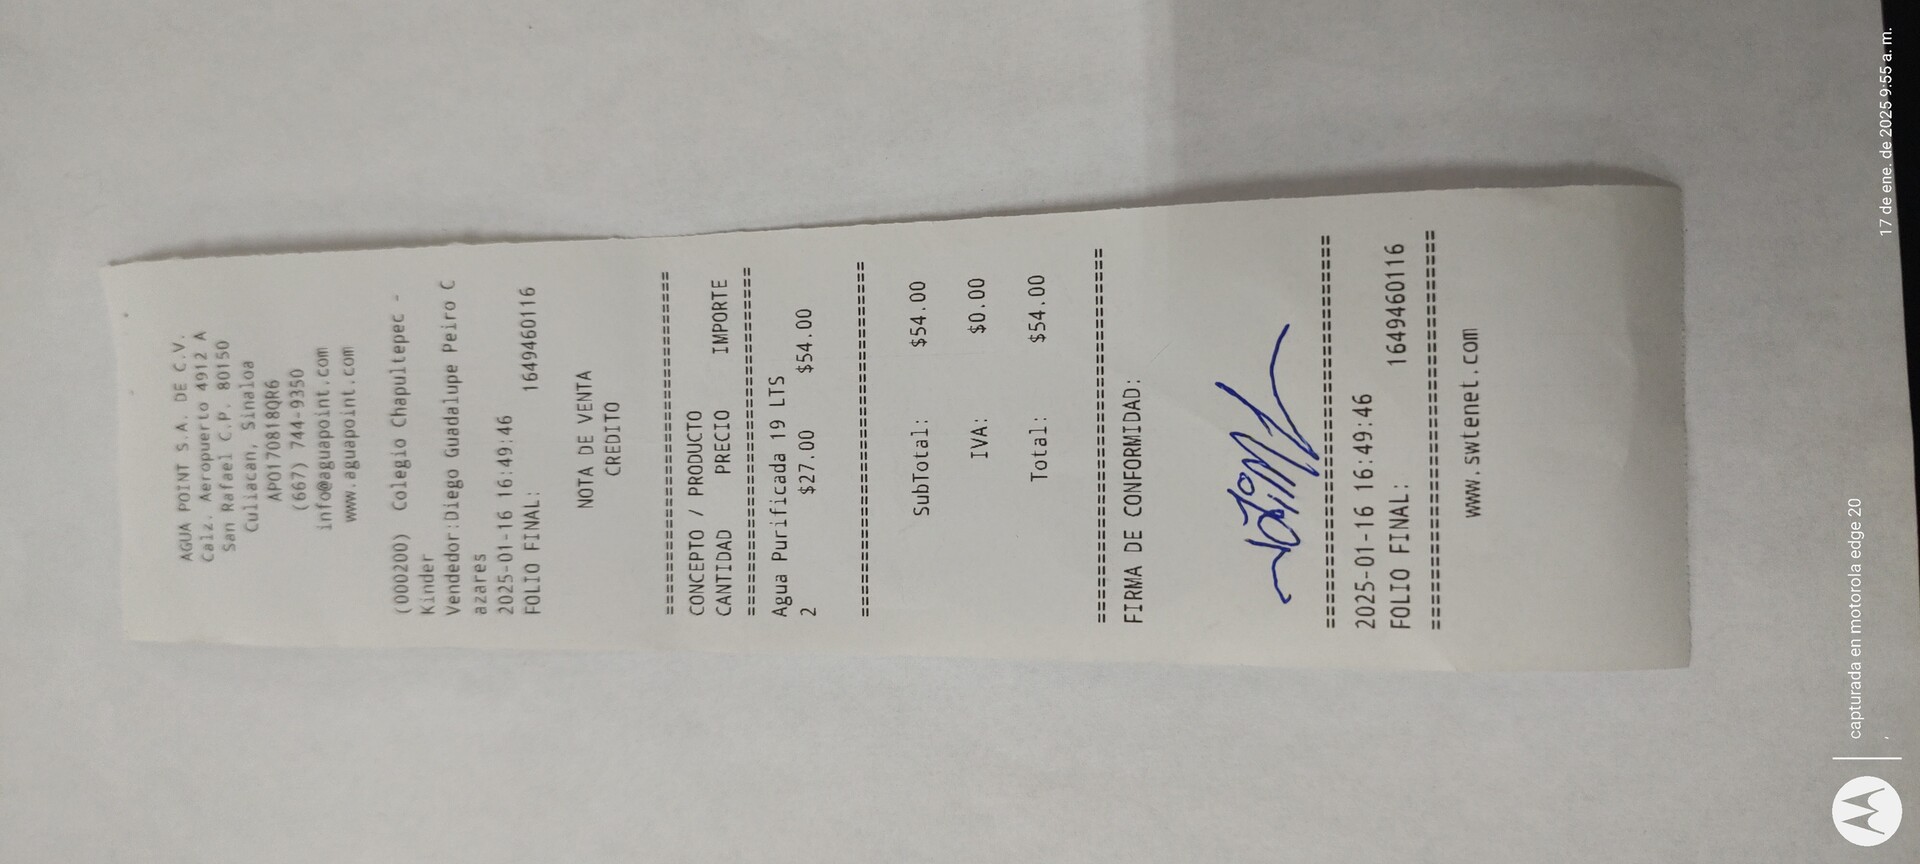 AGUA POINT S.A. DE C.V.
Calz. Aeropuerto 4912 A
San Rafael C.P. 80150
Culiacan, Sinaloa
APO170818QR6
(667) 744-9350
info@aguapoint.com
www.aguapoint.com
(000200) Colegio Chapultepec -
Kinder
Vendedor:Diego Guadalupe Peiro C
azares
2025-01-16 16:49:46
FOLIO FINAL: 1649460116
NOTA DE VENTA
CREDITO
================================
CONCEPTO / PRODUCTO
CANTIDAD PRECIO IMPORTE
================================
Agua Purificada 19 LTS
2 $27.00 $54.00
================================
SubTotal: $54.00
IVA: $0.00
Total: $54.00
================================
FIRMA DE CONFORMIDAD:
================================
2025-01-16 16:49:46
FOLIO FINAL: 1649460116
================================
www.swtenet.com
capturada en motorola edge 20
17 de ene. de 2025 9:55 a. m.